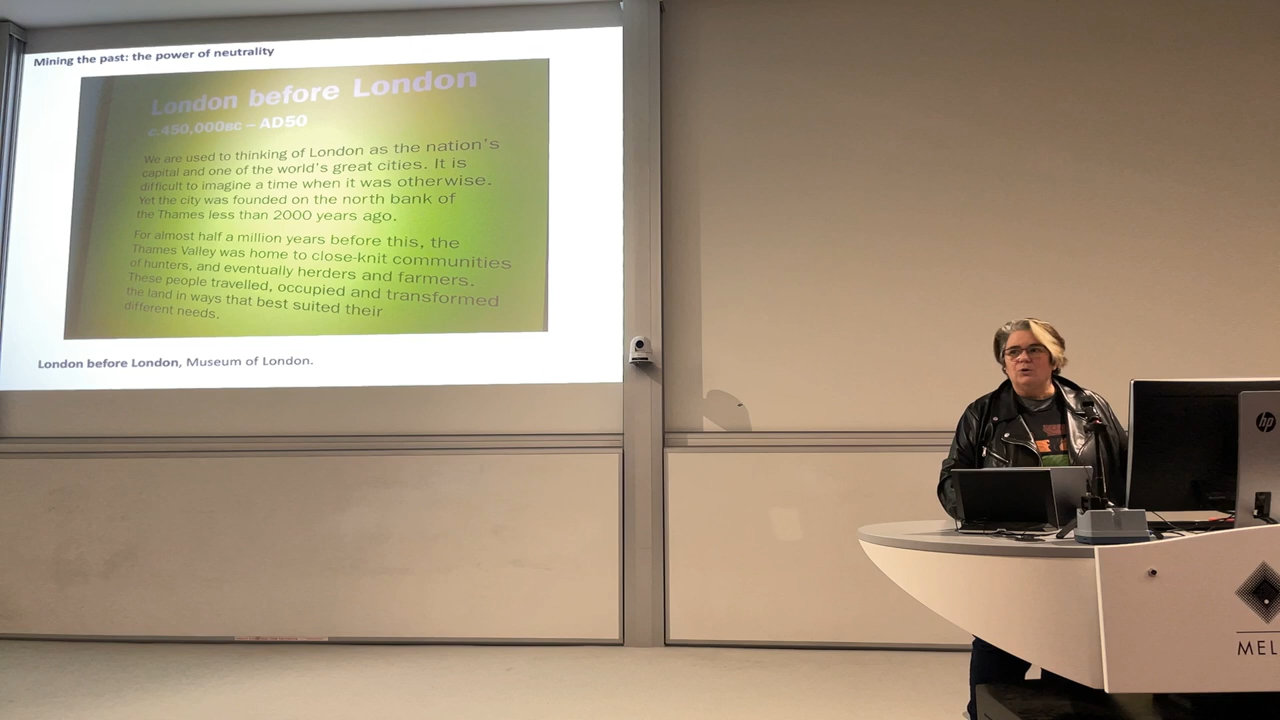 Mining the past: the power of neutrality
London before London
c.450,000BC – AD50
We are used to thinking of London as the nation's
capital and one of the world's great cities. It is
difficult to imagine a time when it was otherwise.
Yet the city was founded on the north bank of
the Thames less than 2000 years ago.
For almost half a million years before this, the
Thames Valley was home to close-knit communities
of hunters, and eventually herders and farmers.
These people travelled, occupied and transformed
the land in ways that best suited their
different needs.
London before London, Museum of London.
hp
MEL